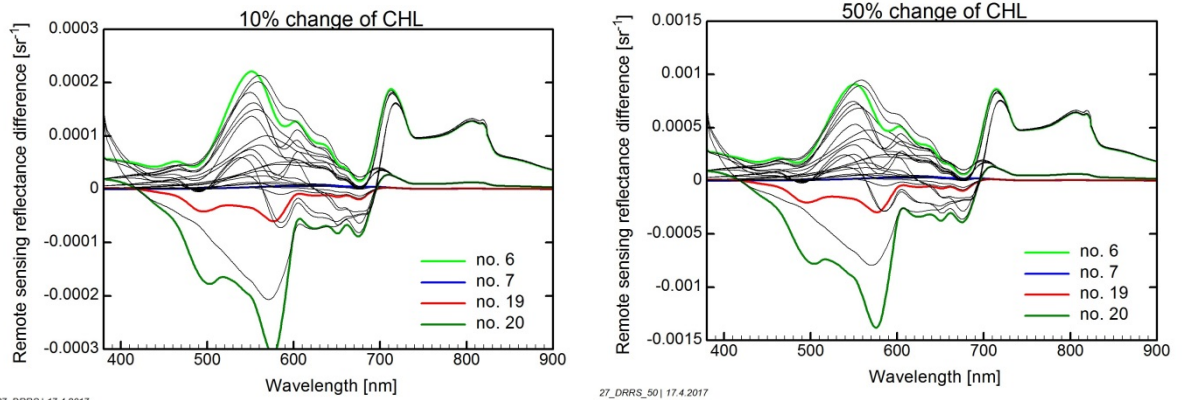 10% change of CHL
Remote sensing reflectance difference [sr-1]
0.0003
0.0002
0.0001
0
-0.0001
-0.0002
-0.0003
no. 6
no. 7
no. 19
no. 20
400 500 600 700 800 900
Wavelength [nm]
50% change of CHL
Remote sensing reflectance difference [sr-1]
0.0015
0.001
0.0005
0
-0.0005
-0.001
-0.0015
no. 6
no. 7
no. 19
no. 20
400 500 600 700 800 900
Wavelength [nm]
27_DRRS_50| 17.4.2017